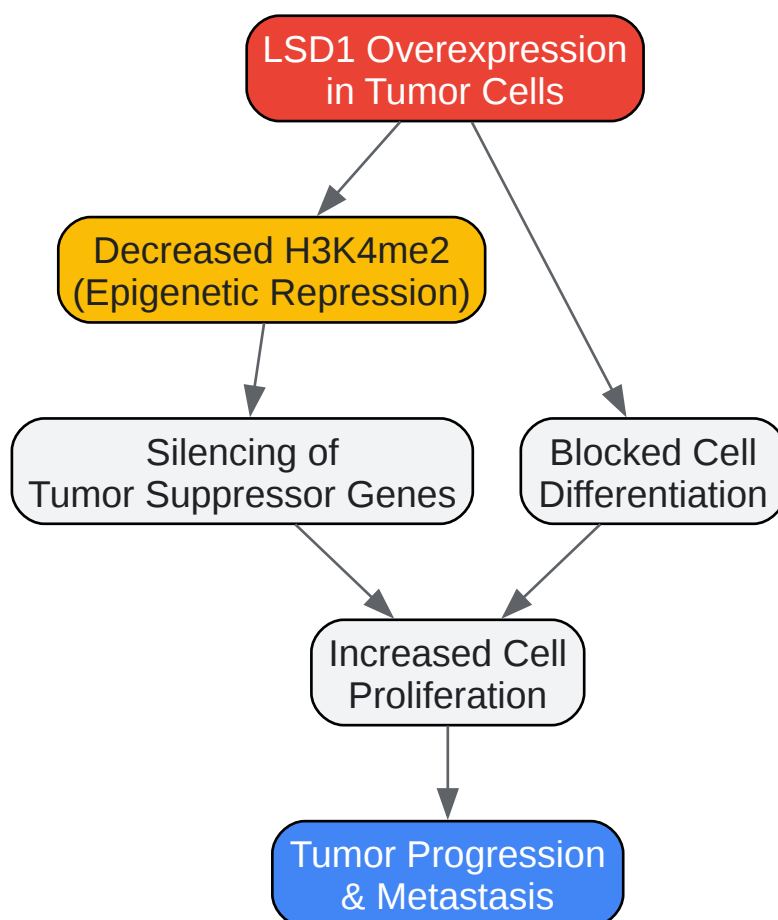 LSD1 Overexpression
in Tumor Cells
Decreased H3K4me2
(Epigenetic Repression)
Silencing of
Tumor Suppressor Genes
Blocked Cell
Differentiation
Increased Cell
Proliferation
Tumor Progression
& Metastasis